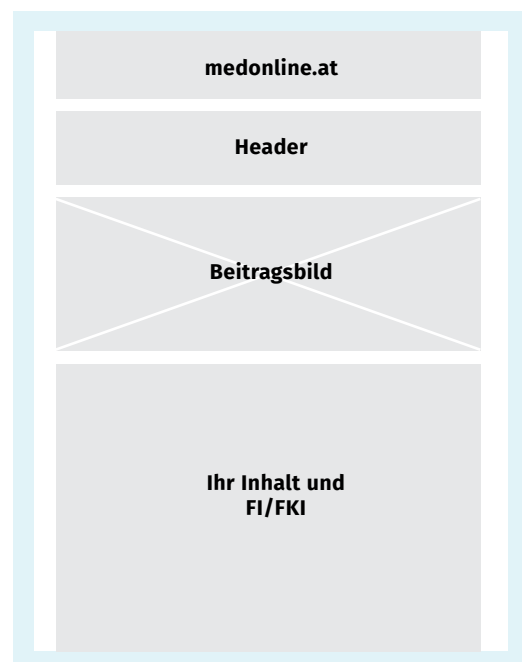 medonline.at
Header
Beitragsbild
Ihr Inhalt und
FI/FKI